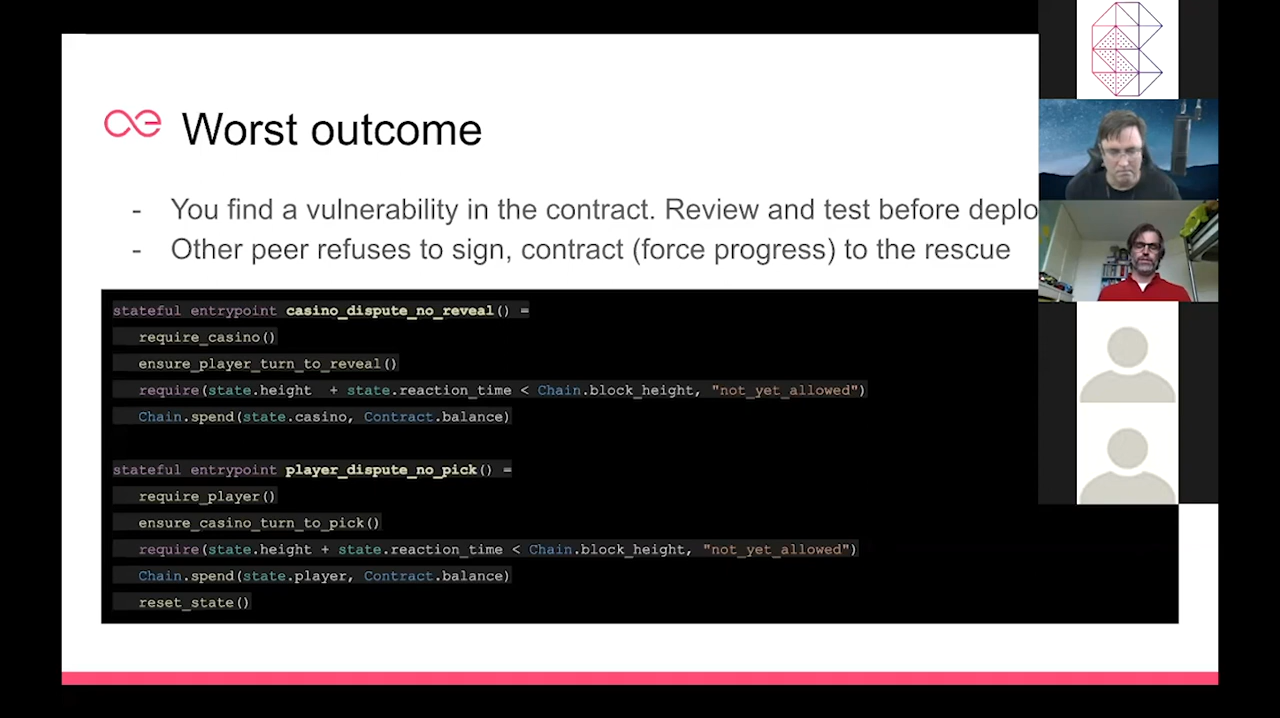 Worst outcome
- You find a vulnerability in the contract. Review and test before deplo
- Other peer refuses to sign, contract (force progress) to the rescue
stateful entrypoint casino_dispute_no_reveal() =
require_casino()
ensure_player_turn_to_reveal()
require(state.height  + state.reaction_time < Chain.block_height, "not_yet_allowed")
Chain.spend(state.casino, Contract.balance)
stateful entrypoint player_dispute_no_pick() =
require_player()
ensure_casino_turn_to_pick()
require(state.height + state.reaction_time < Chain.block_height, "not_yet_allowed")
Chain.spend(state.player, Contract.balance)
reset_state()